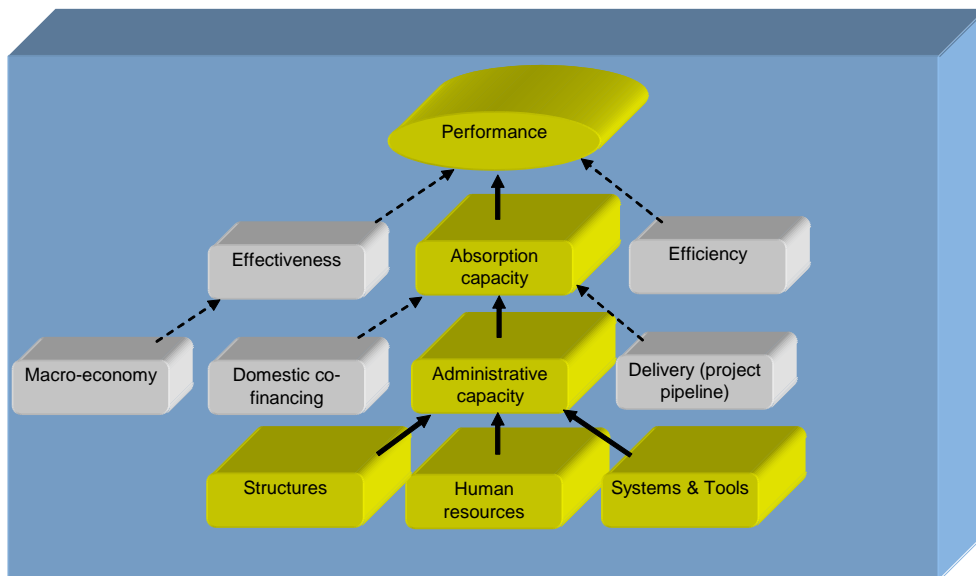 Performance
Effectiveness
Absorption
capacity
Efficiency
Macro-economy
Domestic co-
financing
Administrative
capacity
Delivery (project
pipeline)
Structures
Human
resources
Systems & Tools